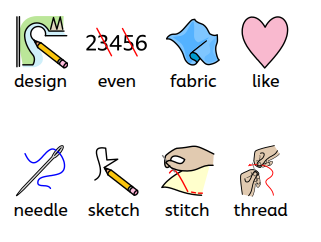 23456
design even fabric like
needle sketch stitch thread